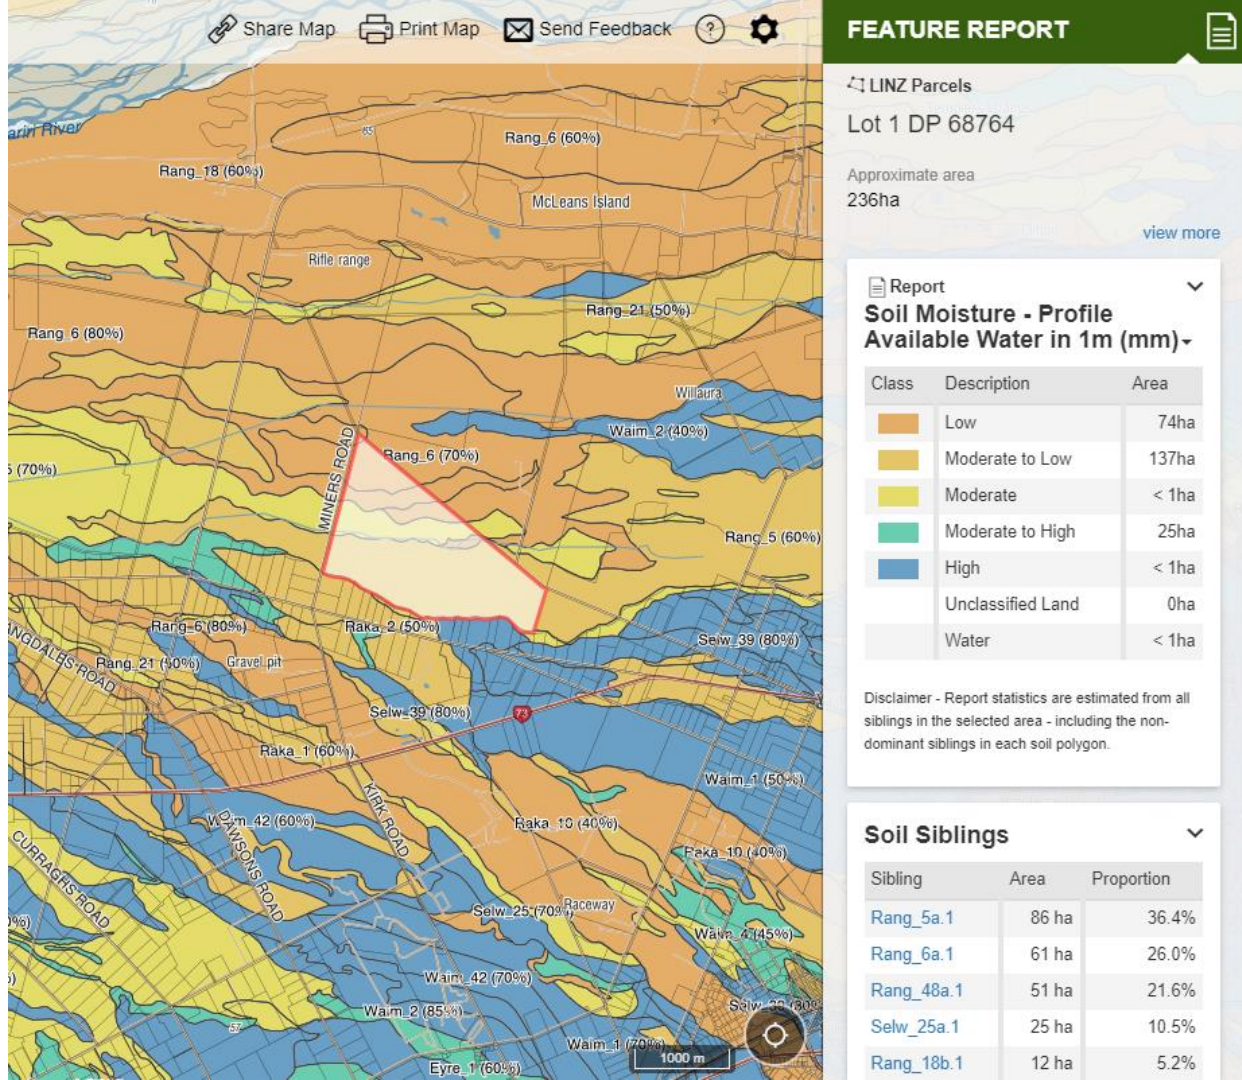 Share Map
Print Map
Send Feedback
?
FEATURE REPORT
LINZ Parcels
Lot 1 DP 68764
Approximate area
236ha
view more
Report
Soil Moisture - Profile
Available Water in 1m (mm)
Class Description Area
Low 74ha
Moderate to Low 137ha
Moderate < 1ha
Moderate to High 25ha
High < 1ha
Unclassified Land 0ha
Water < 1ha
Disclaimer - Report statistics are estimated from all
siblings in the selected area - including the non-
dominant siblings in each soil polygon.
Soil Siblings
Sibling Area Proportion
Rang_5a.1 86 ha 36.4%
Rang_6a.1 61 ha 26.0%
Rang_48a.1 51 ha 21.6%
Selw_25a.1 25 ha 10.5%
Rang_18b.1 12 ha 5.2%
River
65
Rang_6 (60%)
Rang_18 (60%)
McLeans Island
Rifle range
Rang_21 (50%)
Rang_6 (80%)
Willaura
Waim_2 (40%)
MINERS ROAD
Rang_6 (70%)
(70%)
Rang_5 (60%)
Rang_6 (80%)
Raka_2 (50%)
Selw_39 (80%)
Rang_21 (50%)
Gravel pit
ROAD
Selw_39 (80%)
73
Raka_1 (60%)
Waim_1 (50%)
KIRK ROAD
Waim_42 (60%)
DAWSONS ROAD
Raka_10 (40%)
Raka_10 (40%)
CURRAGHS ROAD
Selw_25 (70%)
Raceway
Waim_4 (45%)
Waim_42 (70%)
Waim_2 (85%)
57
Waim_1 (70%)
1000 m
Eyre_1 (60%)